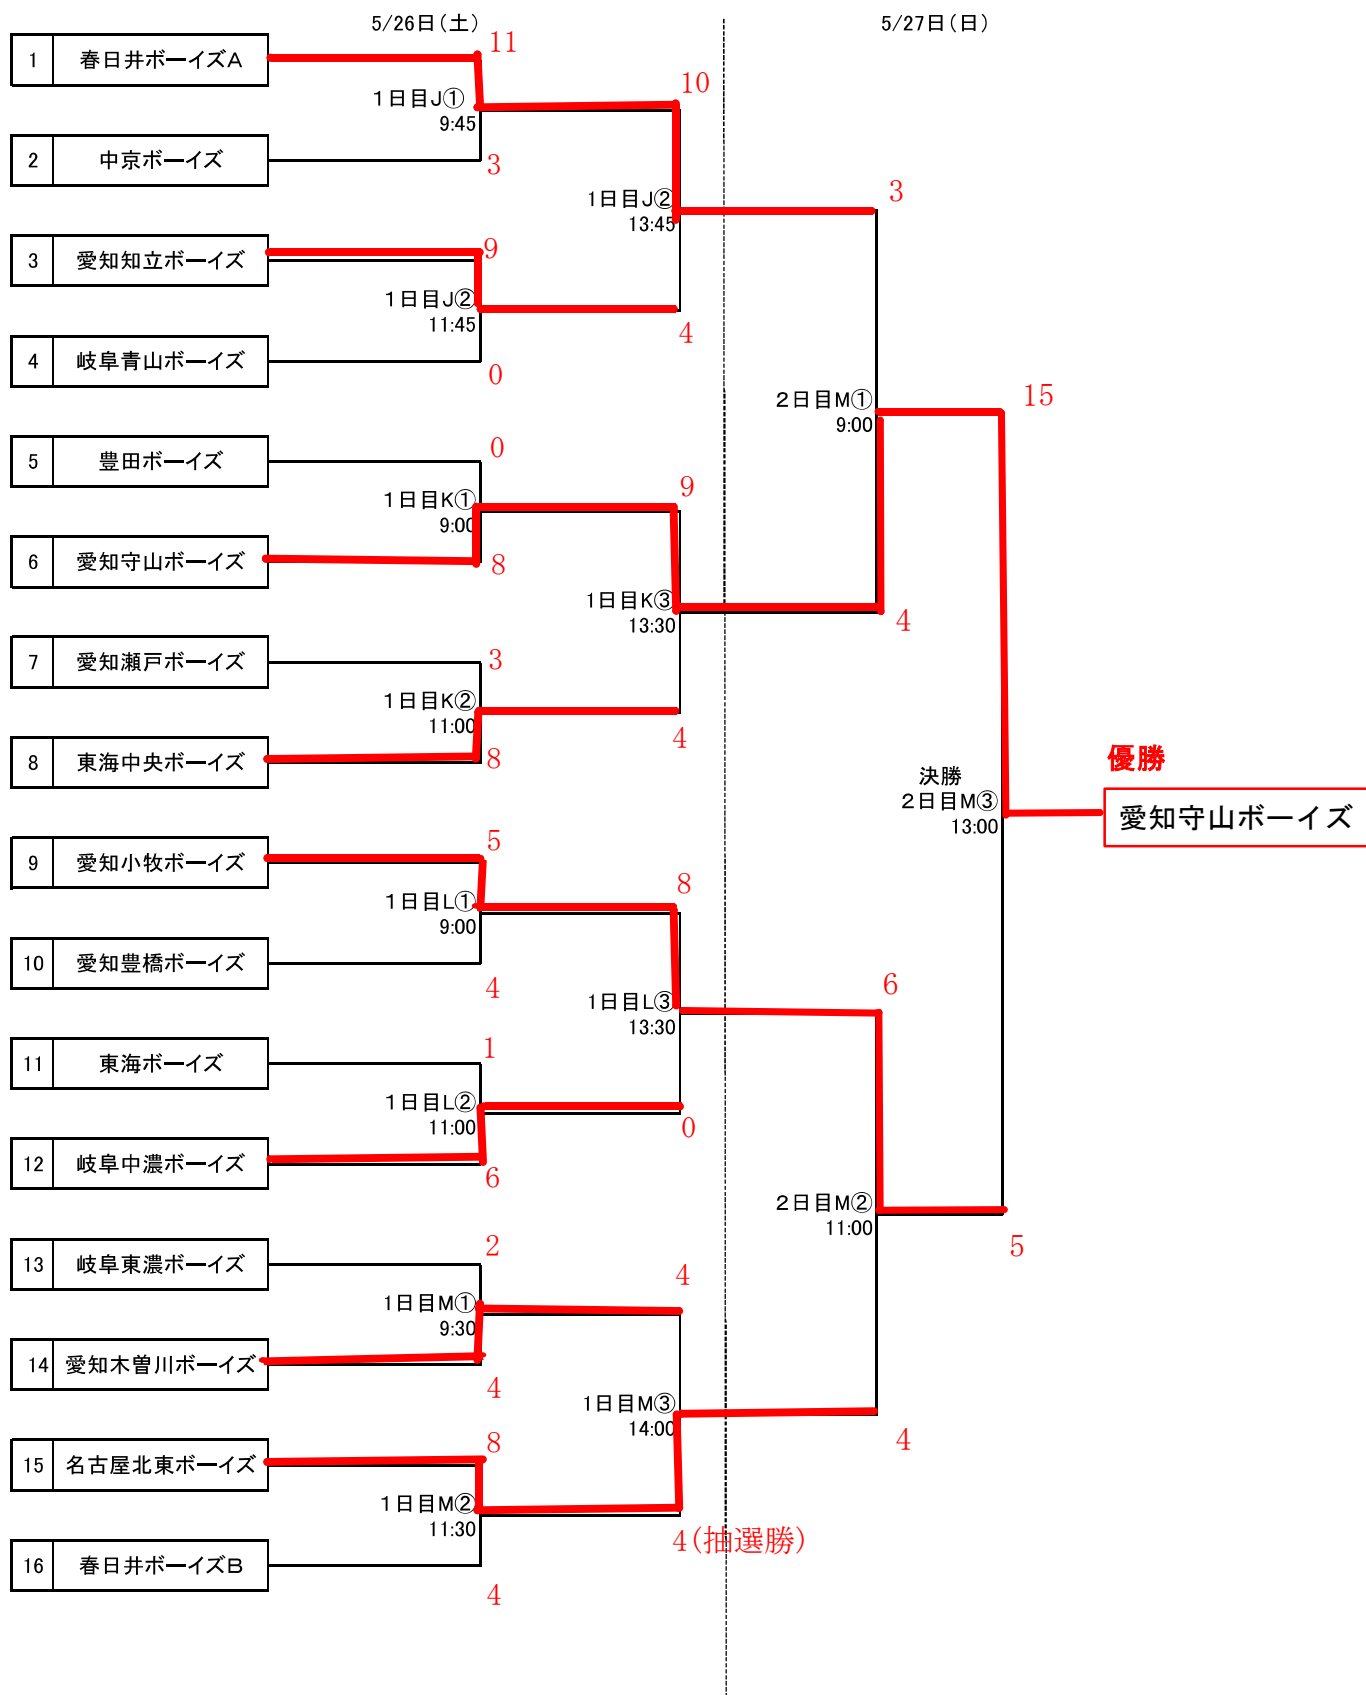 5/26日(土)
5/27日(日)
1 春日井ボーイズA
11
10
1日目J①
9:45
2 中京ボーイズ
3
1日目J②
13:45
3
3 愛知知立ボーイズ
9
1日目J②
11:45
4
4 岐阜青山ボーイズ
0
2日目M①
9:00
15
5 豊田ボーイズ
0
1日目K①
9:00
9
6 愛知守山ボーイズ
8
1日目K③
13:30
4
7 愛知瀬戸ボーイズ
3
1日目K②
11:00
4
8 東海中央ボーイズ
8
優勝
決勝
2日目M③
13:00
愛知守山ボーイズ
9 愛知小牧ボーイズ
5
8
1日目L①
9:00
10 愛知豊橋ボーイズ
4
1日目L③
13:30
6
11 東海ボーイズ
1
1日目L②
11:00
0
12 岐阜中濃ボーイズ
6
2日目M②
11:00
5
13 岐阜東濃ボーイズ
2
4
1日目M①
9:30
14 愛知木曽川ボーイズ
4
1日目M③
14:00
4
15 名古屋北東ボーイズ
8
1日目M②
11:30
4(抽選勝)
16 春日井ボーイズB
4